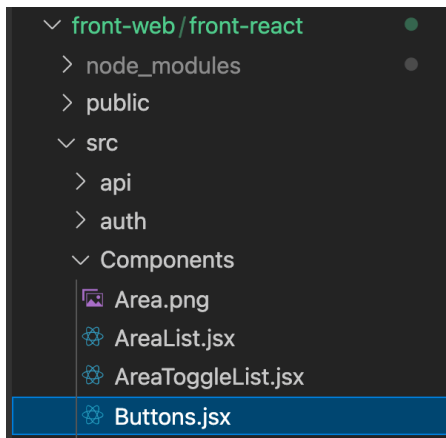 front-web/front-react
node_modules
public
src
api
auth
Components
Area.png
AreaList.jsx
AreaToggleList.jsx
Buttons.jsx